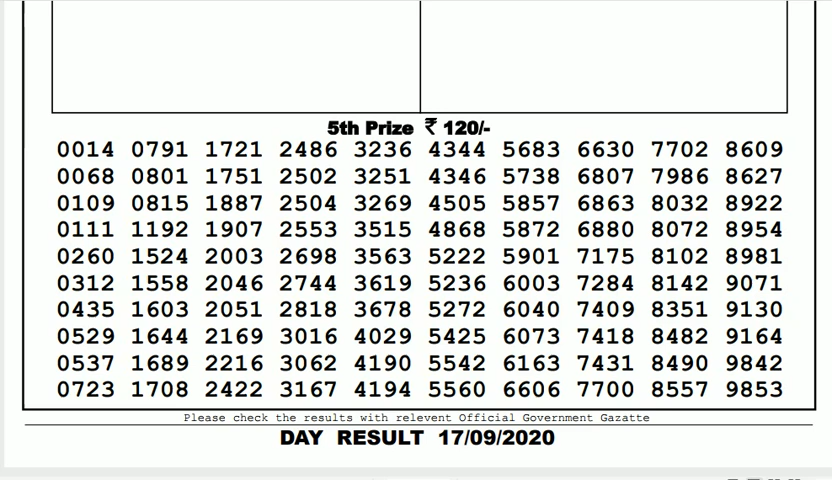 5th Prize ₹ 120/-
0014 0791 1721 2486 3236 4344 5683 6630 7702 8609
0068 0801 1751 2502 3251 4346 5738 6807 7986 8627
0109 0815 1887 2504 3269 4505 5857 6863 8032 8922
0111 1192 1907 2553 3515 4868 5872 6880 8072 8954
0260 1524 2003 2698 3563 5222 5901 7175 8102 8981
0312 1558 2046 2744 3619 5236 6003 7284 8142 9071
0435 1603 2051 2818 3678 5272 6040 7409 8351 9130
0529 1644 2169 3016 4029 5425 6073 7418 8482 9164
0537 1689 2216 3062 4190 5542 6163 7431 8490 9842
0723 1708 2422 3167 4194 5560 6606 7700 8557 9853
Please check the results with relevent Official Government Gazatte
DAY RESULT 17/09/2020